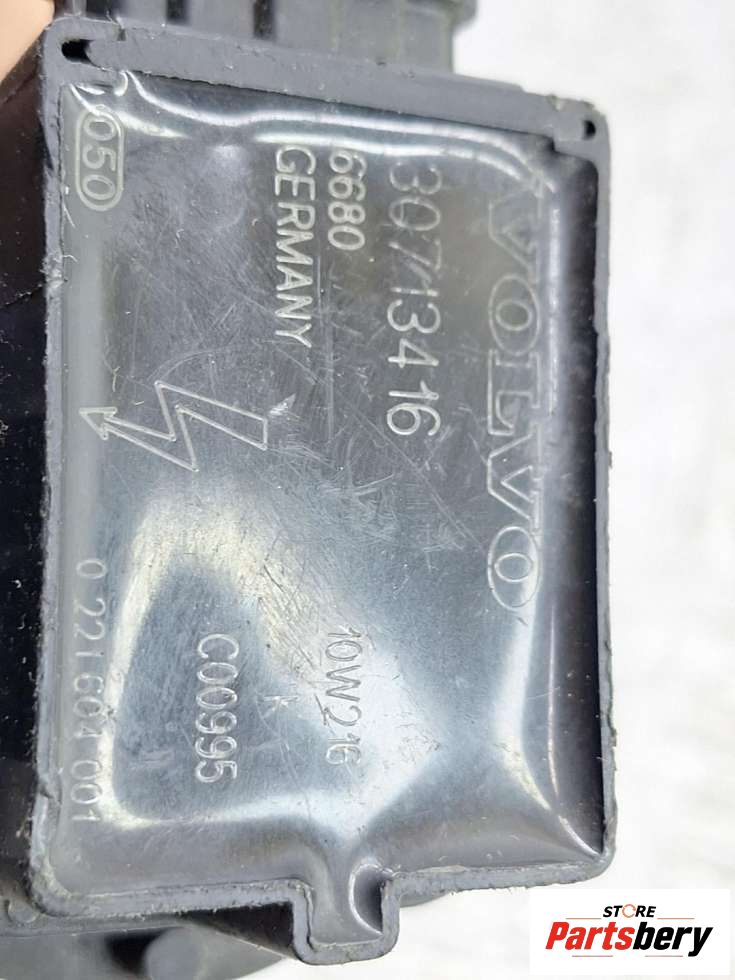 VOLVO
30713416
6680
GERMANY
10W216
K
C00995
050
0 221 604 001
STORE
Partsbery